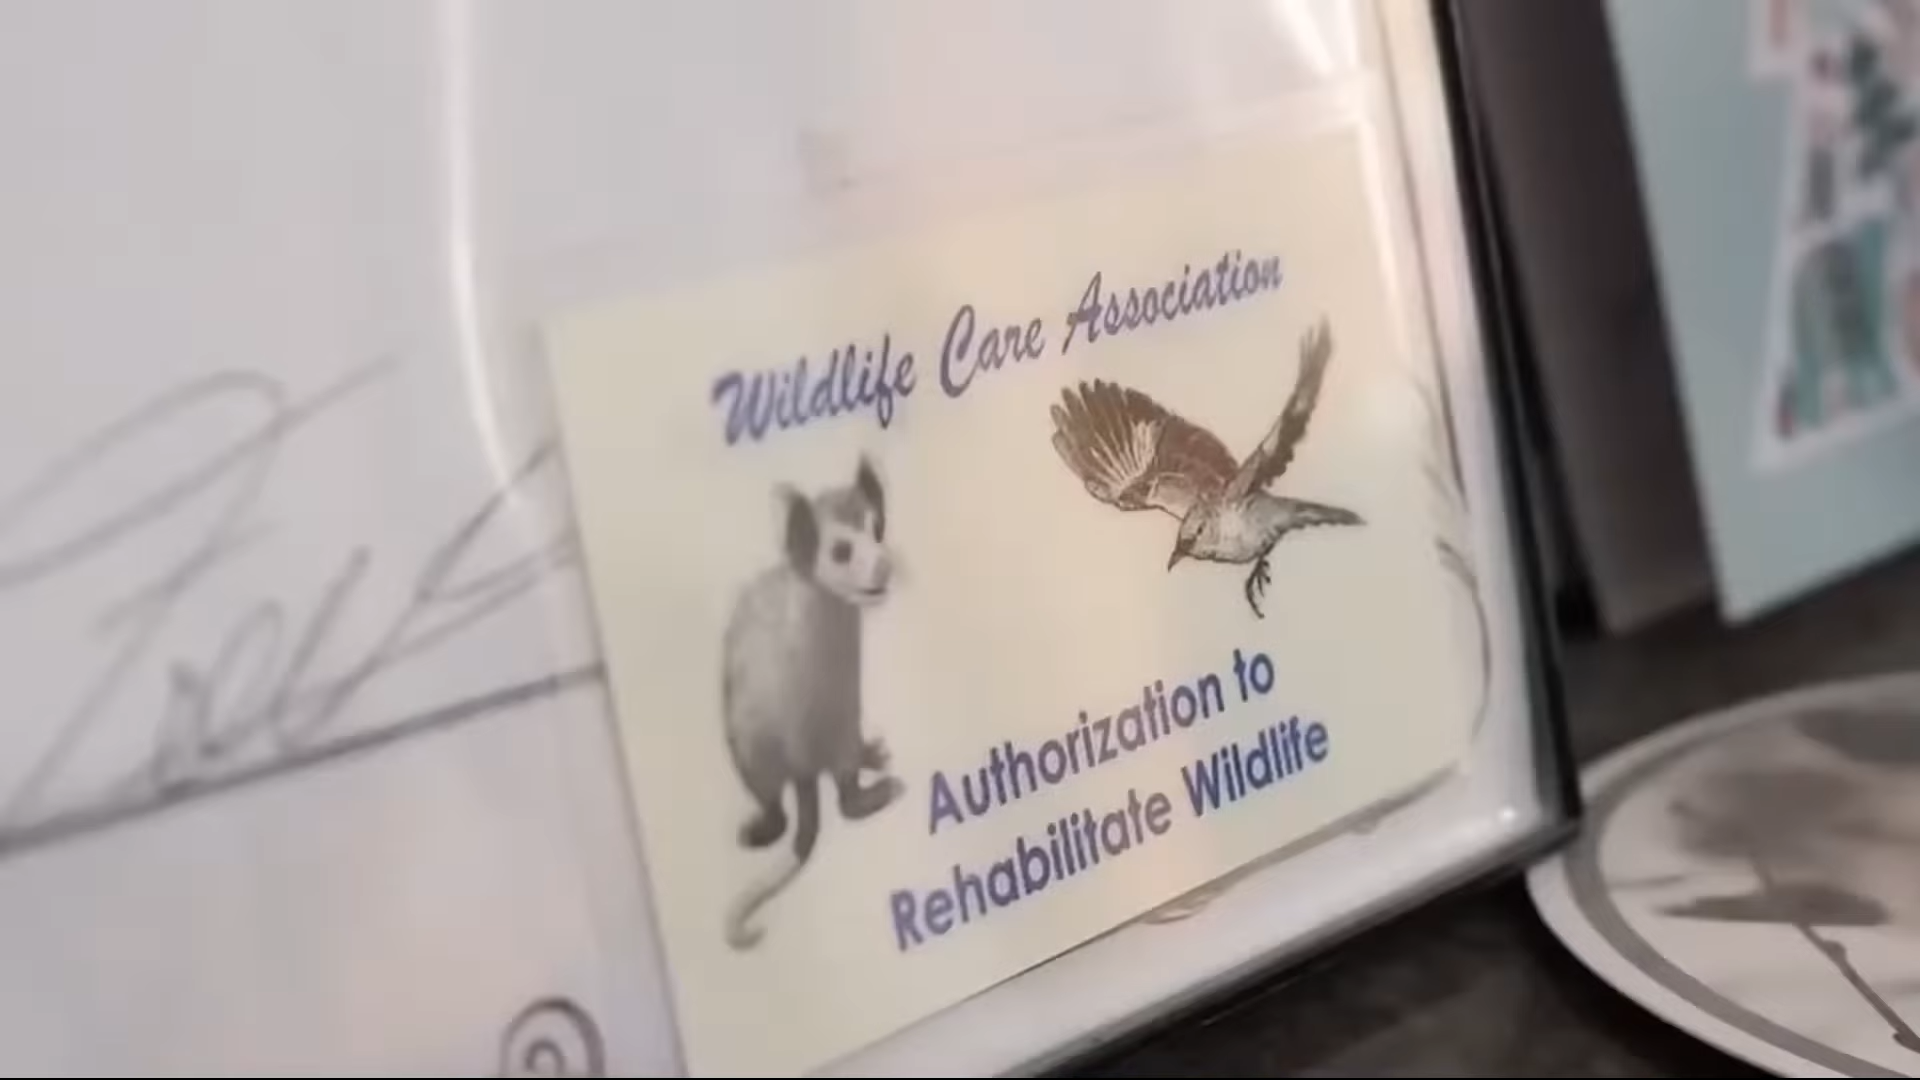 Wildlife Care Association
Authorization to
Rehabilitate Wildlife